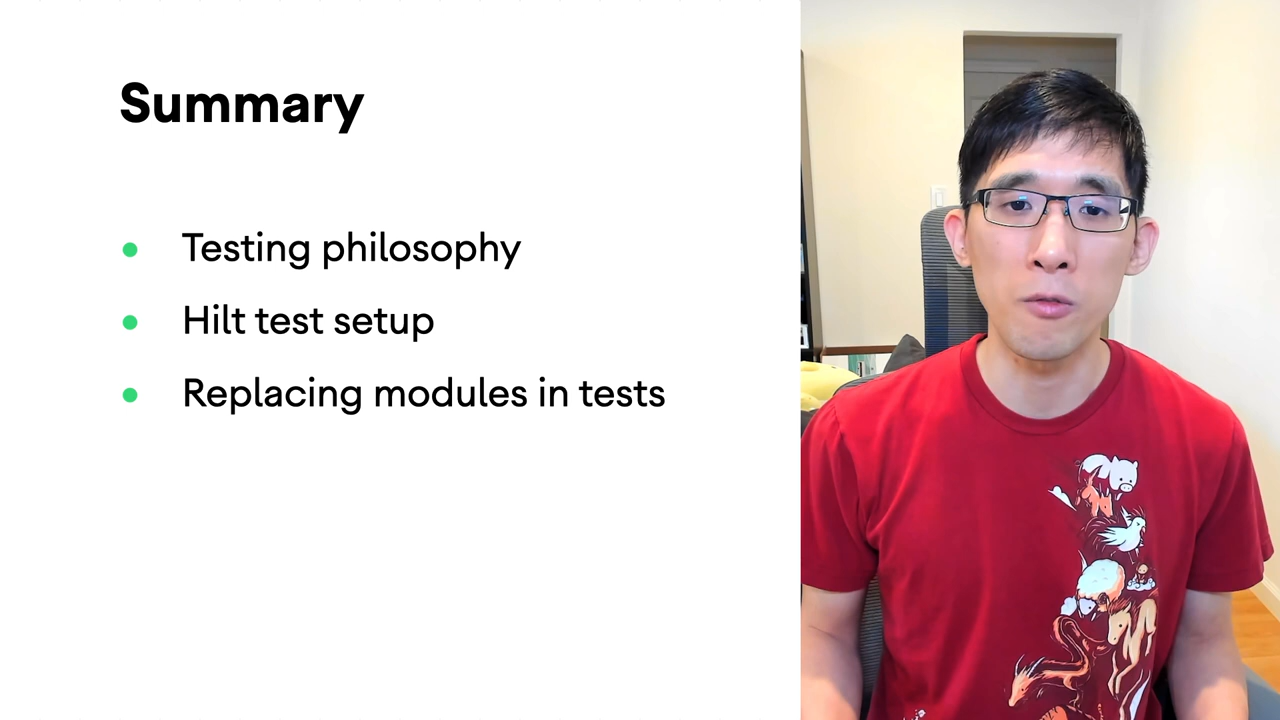 Summary
Testing philosophy
Hilt test setup
Replacing modules in tests